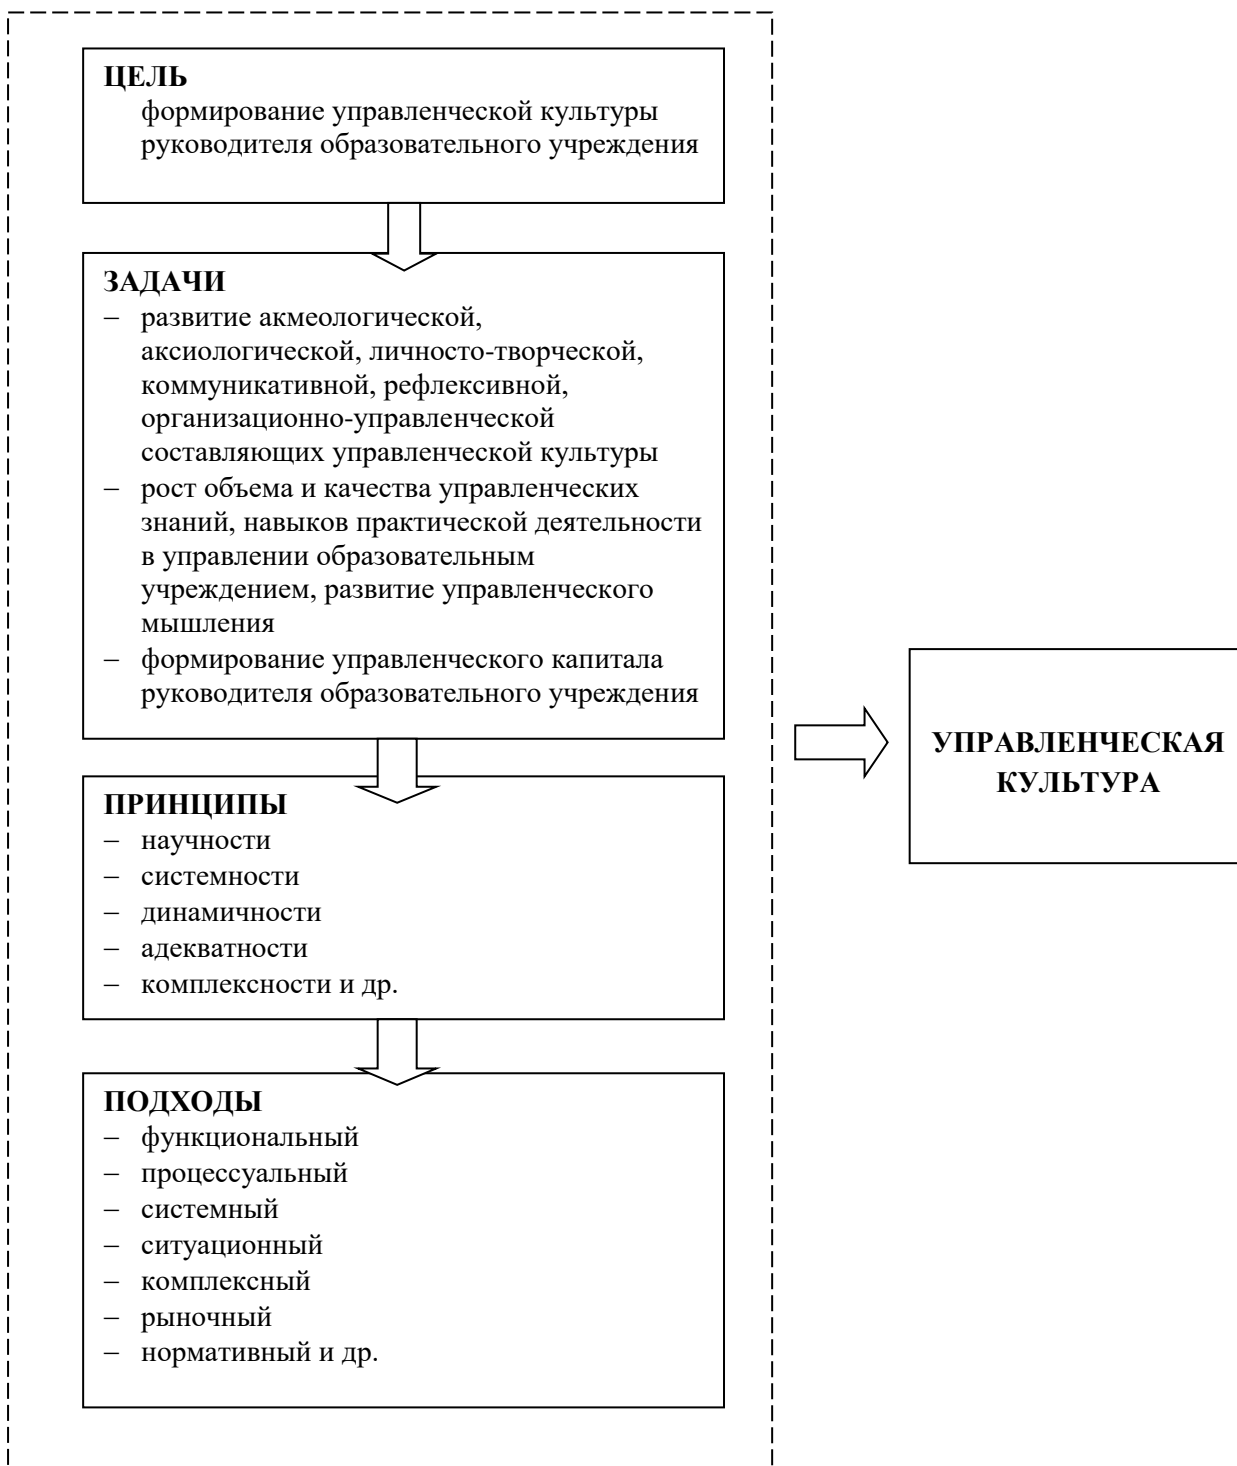 ЦЕЛЬ
формирование управленческой культуры
руководителя образовательного учреждения
ЗАДАЧИ
– развитие акмеологической,
аксиологической, личносто-творческой,
коммуникативной, рефлексивной,
организационно-управленческой
составляющих управленческой культуры
– рост объема и качества управленческих
знаний, навыков практической деятельности
в управлении образовательным
учреждением, развитие управленческого
мышления
– формирование управленческого капитала
руководителя образовательного учреждения
ПРИНЦИПЫ
– научности
– системности
– динамичности
– адекватности
– комплексности и др.
ПОДХОДЫ
– функциональный
– процессуальный
– системный
– ситуационный
– комплексный
– рыночный
– нормативный и др.
УПРАВЛЕНЧЕСКАЯ
КУЛЬТУРА